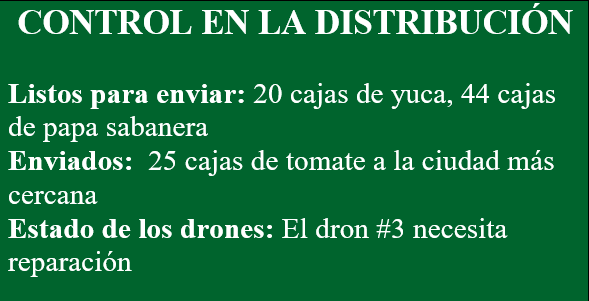 CONTROL EN LA DISTRIBUCIÓN
Listos para enviar: 20 cajas de yuca, 44 cajas
de papa sabanera
Enviados:  25 cajas de tomate a la ciudad más
cercana
Estado de los drones: El dron #3 necesita
reparación